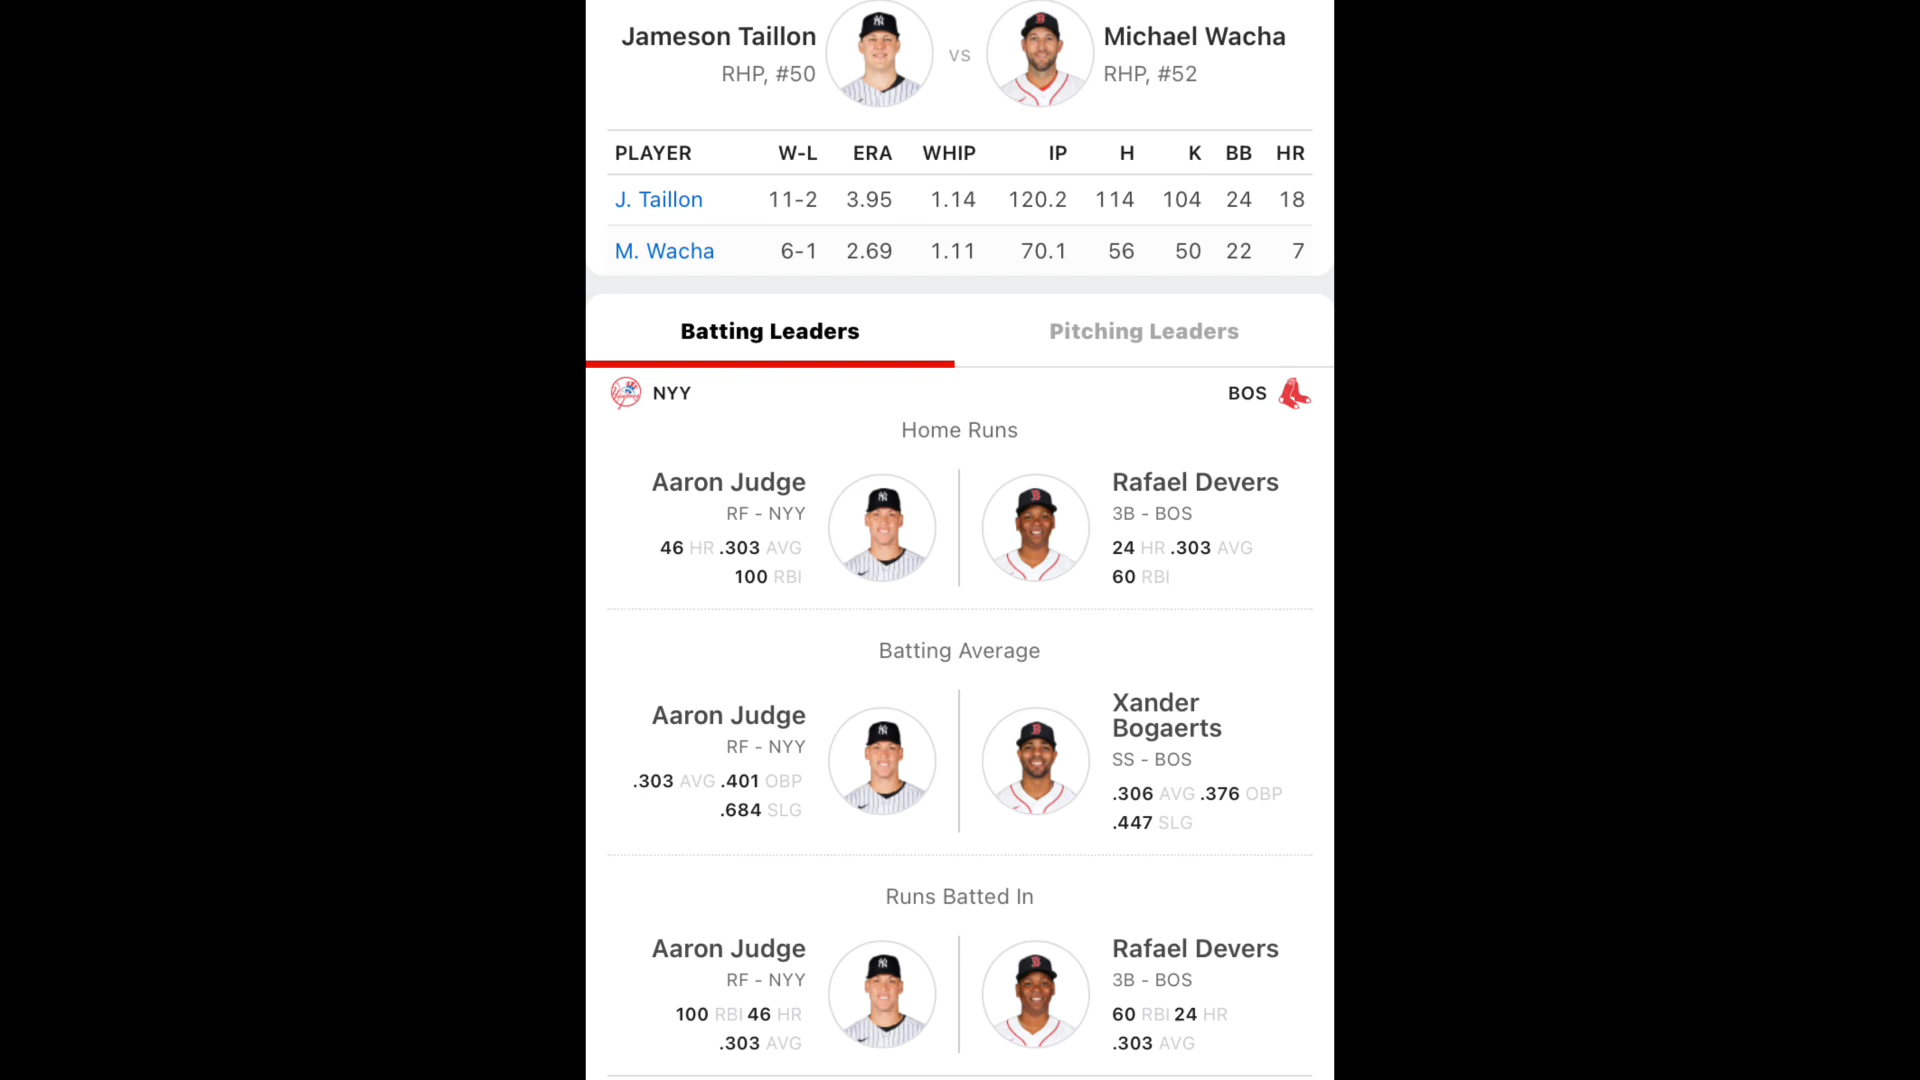 Jameson Taillon
RHP, #50
VS
Michael Wacha
RHP, #52
PLAYER W-L ERA WHIP IP H K BB HR
J. Taillon 11-2 3.95 1.14 120.2 114 104 24 18
M. Wacha 6-1 2.69 1.11 70.1 56 50 22 7
Batting Leaders Pitching Leaders
NYY BOS
Home Runs
Aaron Judge
RF - NYY
46 HR .303 AVG
100 RBI
Rafael Devers
3B - BOS
24 HR .303 AVG
60 RBI
Batting Average
Aaron Judge
RF - NYY
.303 AVG .401 OBP
.684 SLG
Xander
Bogaerts
SS - BOS
.306 AVG .376 OBP
.447 SLG
Runs Batted In
Aaron Judge
RF - NYY
100 RBI 46 HR
.303 AVG
Rafael Devers
3B - BOS
60 RBI 24 HR
.303 AVG